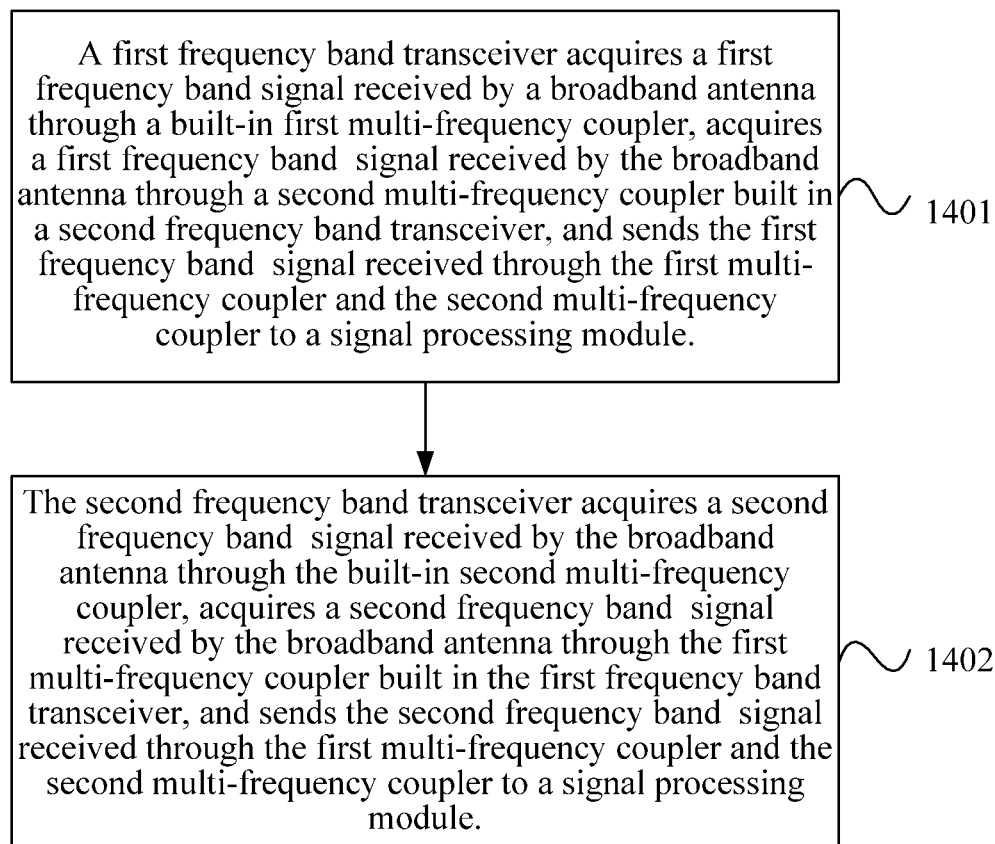 A first frequency band transceiver acquires a first
frequency band signal received by a broadband antenna
through a built-in first multi-frequency coupler, acquires
a first frequency band  signal received by the broadband
antenna through a second multi-frequency coupler built in
a second frequency band transceiver, and sends the first
frequency band  signal received through the first multi-
frequency coupler and the second multi-frequency
coupler to a signal processing module.
1401
The second frequency band transceiver acquires a second
frequency band  signal received by the broadband
antenna through the built-in second multi-frequency
coupler, acquires a second frequency band  signal
received by the broadband antenna through the first
multi-frequency coupler built in the first frequency band
transceiver, and sends the second frequency band  signal
received through the first multi-frequency coupler and the
second multi-frequency coupler to a signal processing
module.
1402